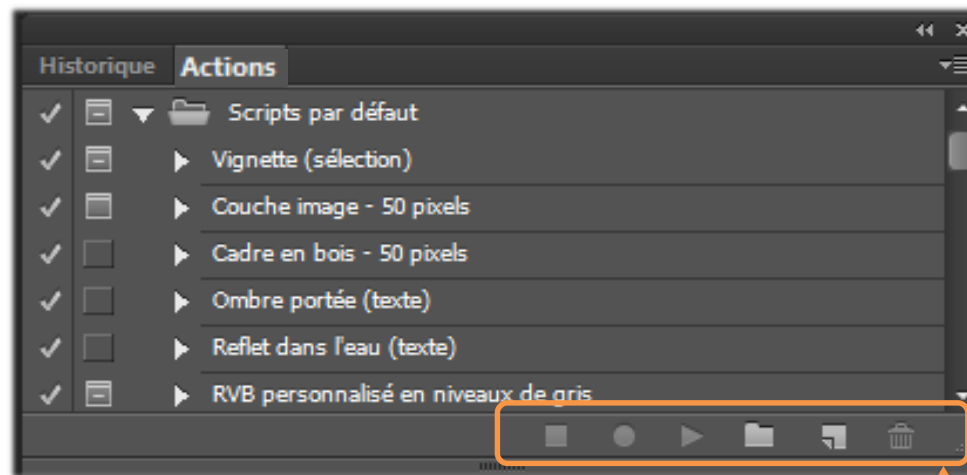 Historique Actions
Scripts par défaut
Vignette (sélection)
Couche image - 50 pixels
Cadre en bois - 50 pixels
Ombre portée (texte)
Reflet dans l'eau (texte)
RVB personnalisé en niveaux de gris